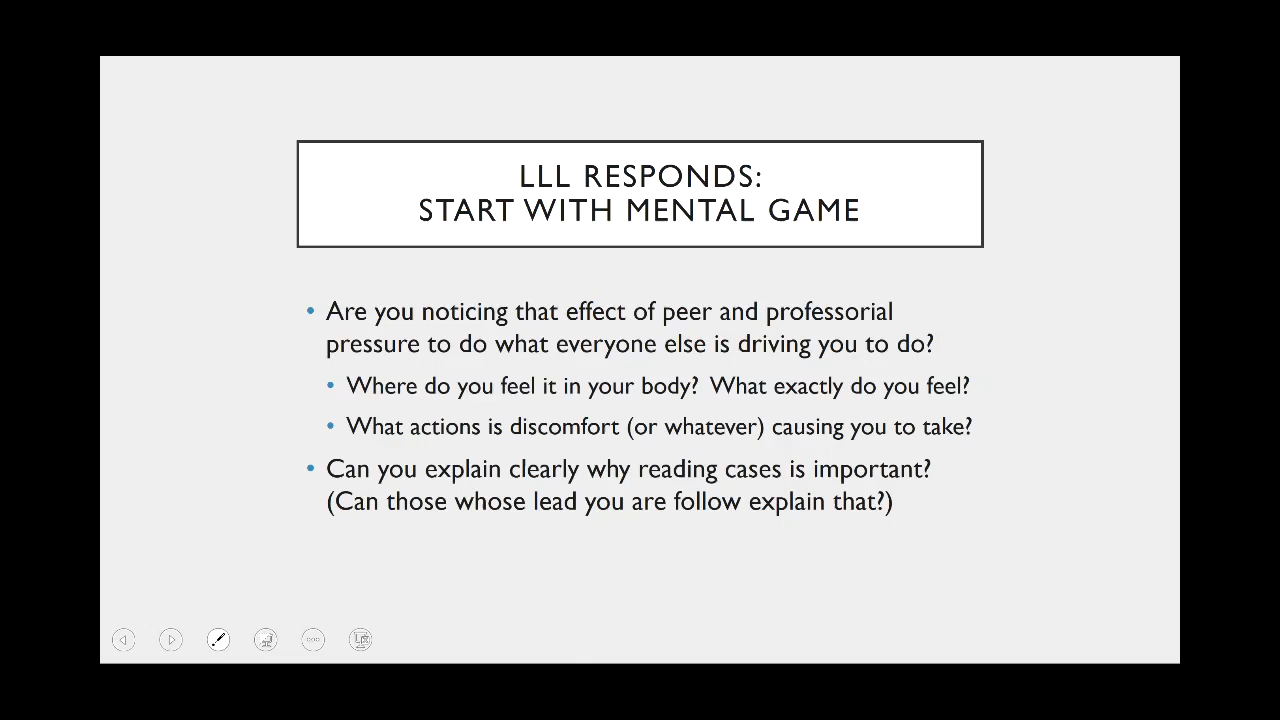 LLL RESPONDS:
START WITH MENTAL GAME
• Are you noticing that effect of peer and professorial
pressure to do what everyone else is driving you to do?
• Where do you feel it in your body? What exactly do you feel?
• What actions is discomfort (or whatever) causing you to take?
• Can you explain clearly why reading cases is important?
(Can those whose lead you are follow explain that?)